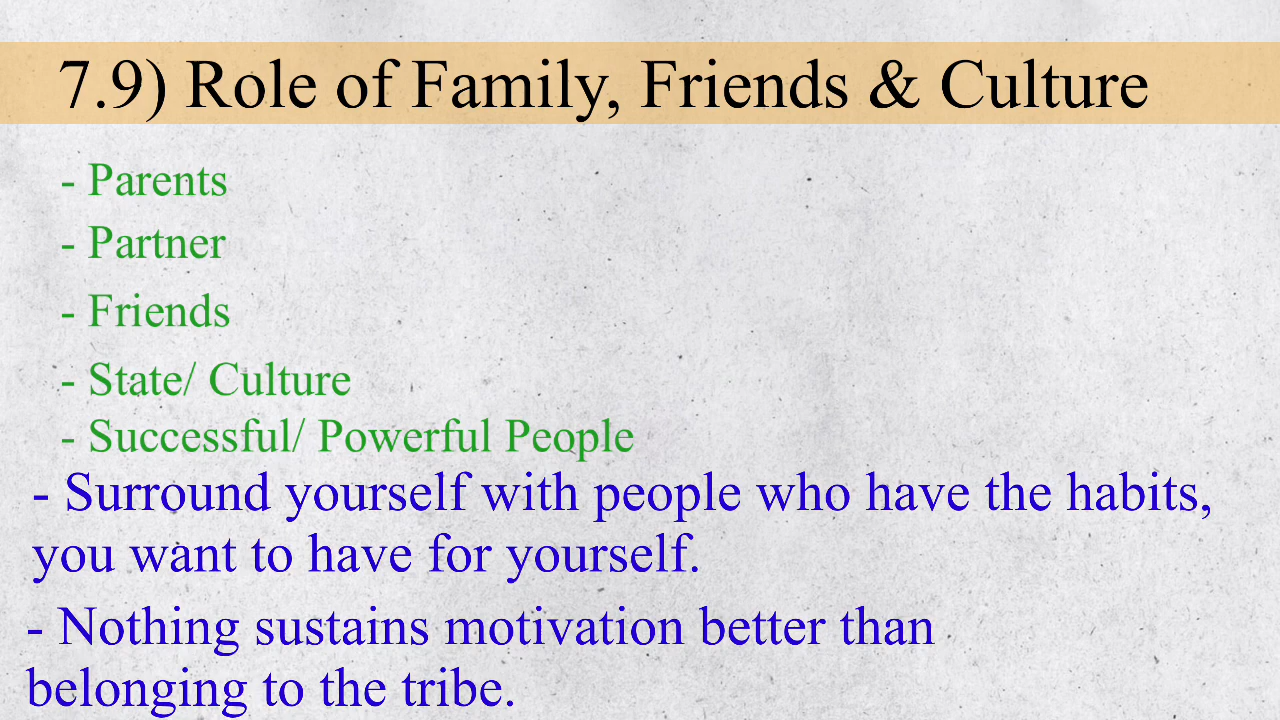 7.9) Role of Family, Friends & Culture
- Parents
- Partner
- Friends
- State/ Culture
- Successful/ Powerful People
- Surround yourself with people who have the habits,
you want to have for yourself.
- Nothing sustains motivation better than
belonging to the tribe.